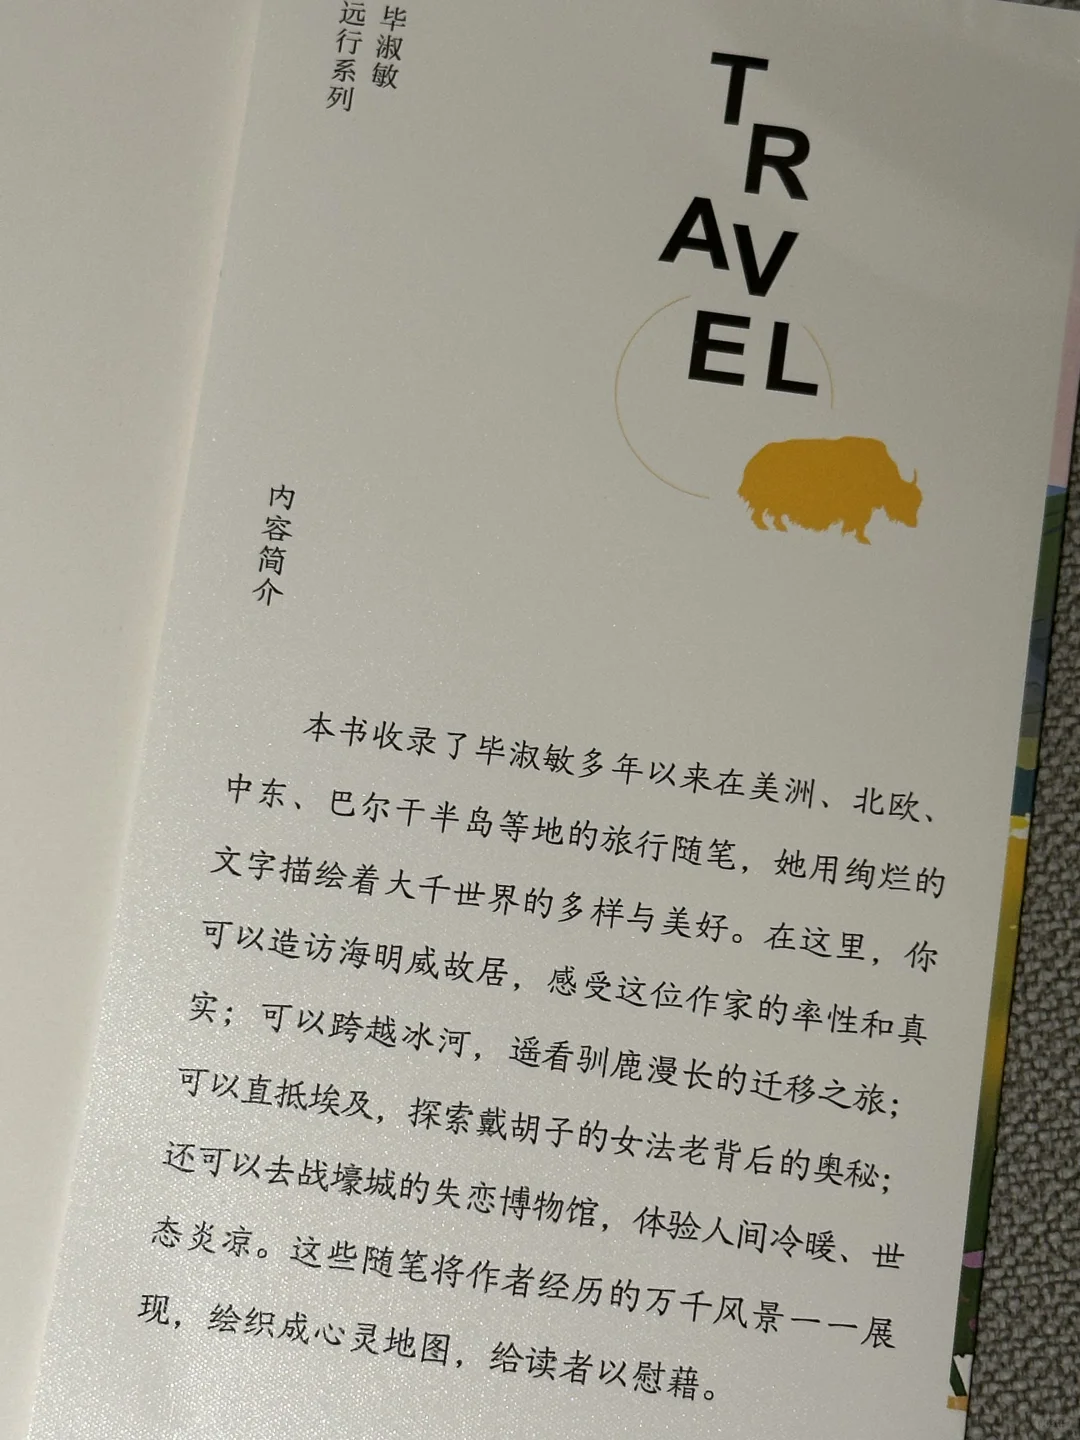 毕淑敏
远行系列
T
R
AV
EL
内容简介
本书收录了毕淑敏多年以来在美洲、北欧、
中东、巴尔干半岛等地的旅行随笔，她用绚烂的
文字描绘着大千世界的多样与美好。在这里，你
可以造访海明威故居，感受这位作家的率性和真
实；可以跨越冰河，遥看驯鹿漫长的迁移之旅；
可以直抵埃及，探索戴胡子的女法老背后的奥秘；
还可以去战壕城的失恋博物馆，体验人间冷暖、世
态炎凉。这些随笔将作者经历的万千风景一一展
现，绘织成心灵地图，给读者以慰藉。